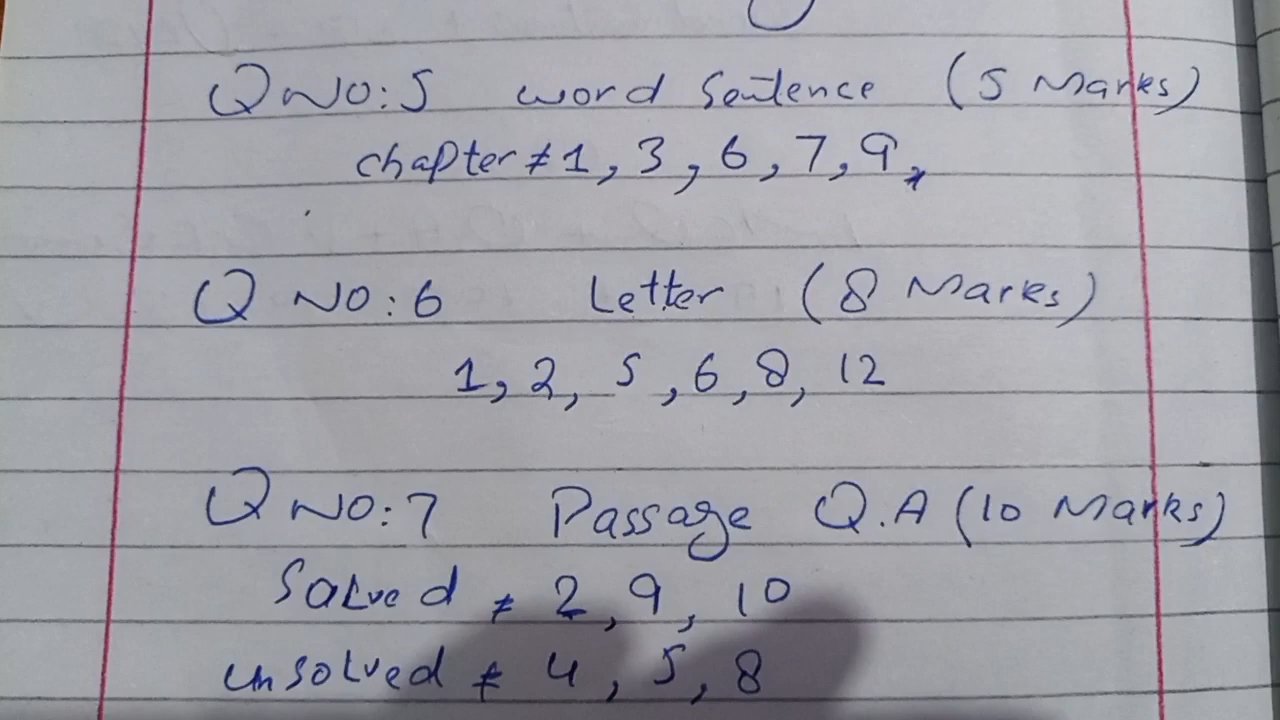 Q NO:5 word Sentence (5 Marks)
chapter # 1, 3, 6, 7, 9,
Q NO:6 Letter (8 Marks)
1, 2, 5, 6, 8, 12
Q NO:7 Passage Q.A (10 Marks)
Solved # 2, 9, 10
unsolved # 4, 5, 8